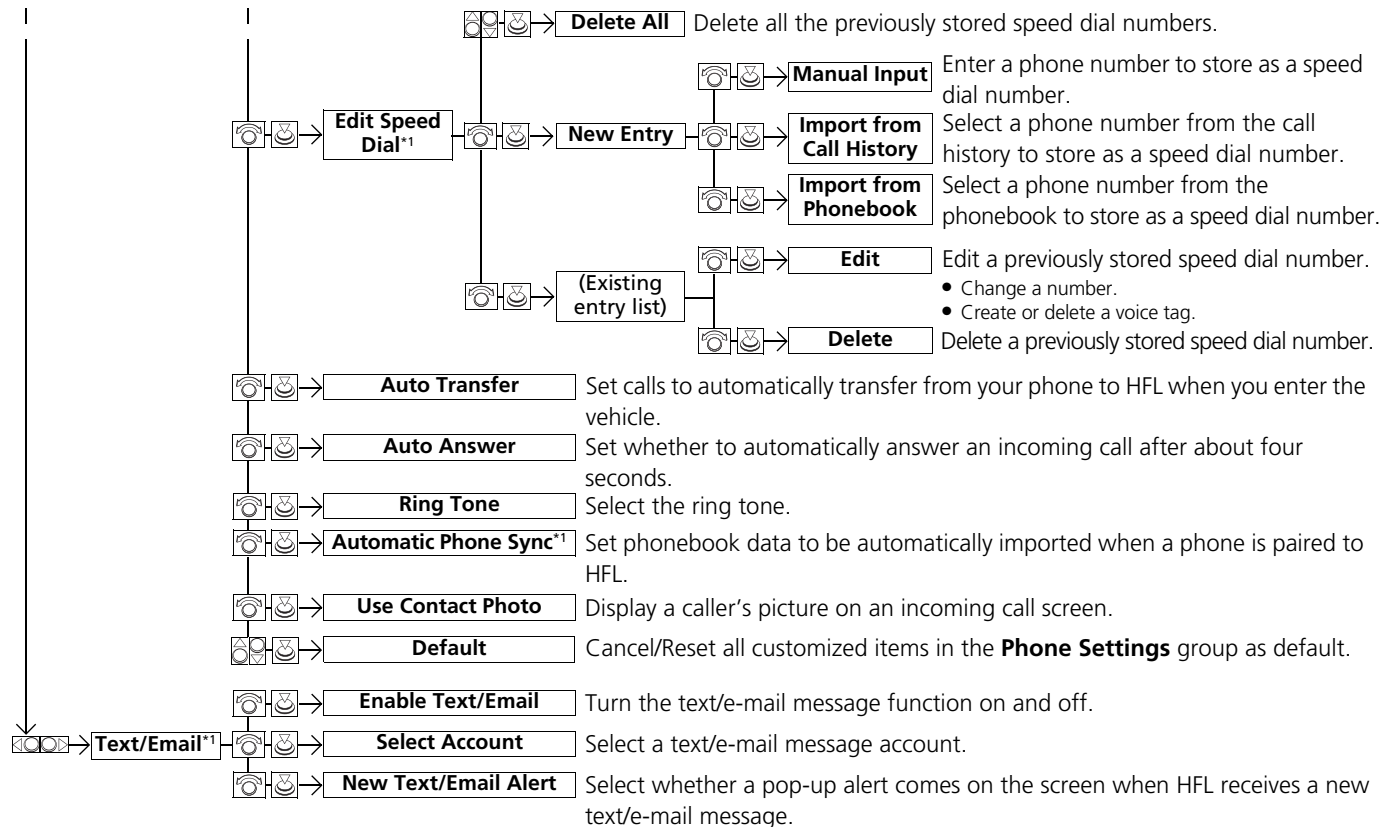 Delete All Delete all the previously stored speed dial numbers.
Manual Input Enter a phone number to store as a speed
dial number.
Edit Speed
Dial*1
New Entry
Import from
Call History
Select a phone number from the call
history to store as a speed dial number.
Import from
Phonebook
Select a phone number from the
phonebook to store as a speed dial number.
(Existing
entry list)
Edit Edit a previously stored speed dial number.
• Change a number.
• Create or delete a voice tag.
Delete Delete a previously stored speed dial number.
Auto Transfer Set calls to automatically transfer from your phone to HFL when you enter the
vehicle.
Auto Answer Set whether to automatically answer an incoming call after about four
seconds.
Ring Tone Select the ring tone.
Automatic Phone Sync*1 Set phonebook data to be automatically imported when a phone is paired to
HFL.
Use Contact Photo Display a caller's picture on an incoming call screen.
Default Cancel/Reset all customized items in the Phone Settings group as default.
Text/Email*1
Enable Text/Email Turn the text/e-mail message function on and off.
Select Account Select a text/e-mail message account.
New Text/Email Alert Select whether a pop-up alert comes on the screen when HFL receives a new
text/e-mail message.